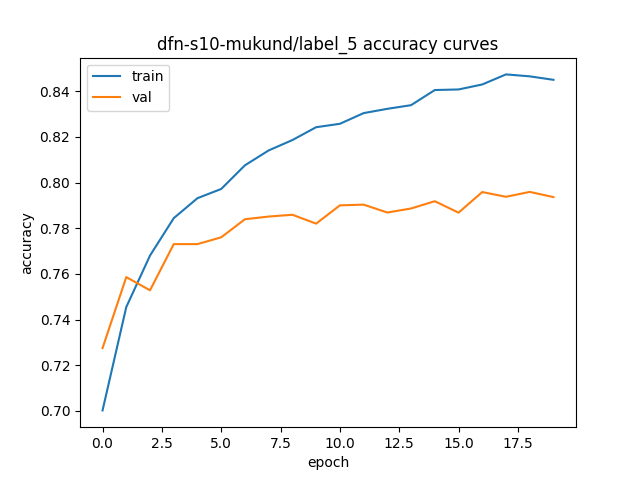 dfn-s10-mukund/label_5 accuracy curves
train
val
accuracy
0.84
0.82
0.80
0.78
0.76
0.74
0.72
0.70
0.0 2.5 5.0 7.5 10.0 12.5 15.0 17.5
epoch